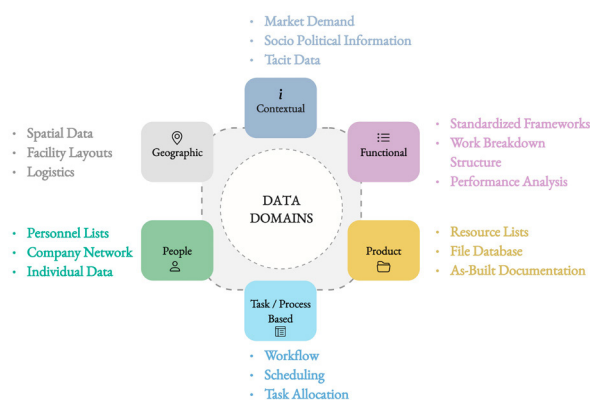 Market Demand
Socio Political Information
Tacit Data
i
Contextual
Spatial Data
Facility Layouts
Logistics
Geographic
Functional
Standardized Frameworks
Work Breakdown
Structure
Performance Analysis
DATA
DOMAINS
Personnel Lists
Company Network
Individual Data
People
Product
Resource Lists
File Database
As-Built Documentation
Task / Process
Based
Workflow
Scheduling
Task Allocation